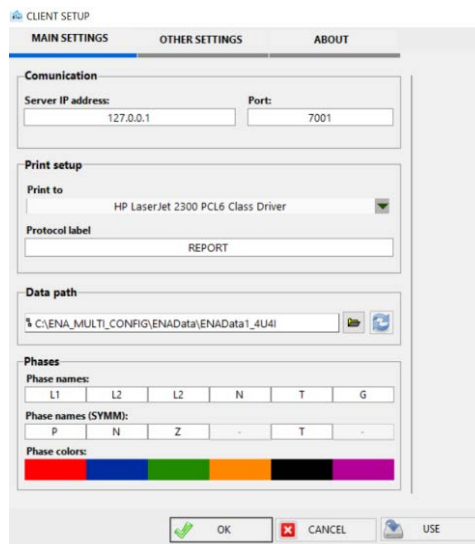 CLIENT SETUP
MAIN SETTINGS OTHER SETTINGS ABOUT
Comunication
Server IP address: Port:
127.0.0.1 7001
Print setup
Print to
HP LaserJet 2300 PCL6 Class Driver
Protocol label
REPORT
Data path
C:\ENA_MULTI_CONFIG\ENAData\ENAData1_4U4I
Phases
Phase names:
L1 L2 L2 N T G
Phase names (SYMM):
P N Z - T -
Phase colors:
OK CANCEL USE